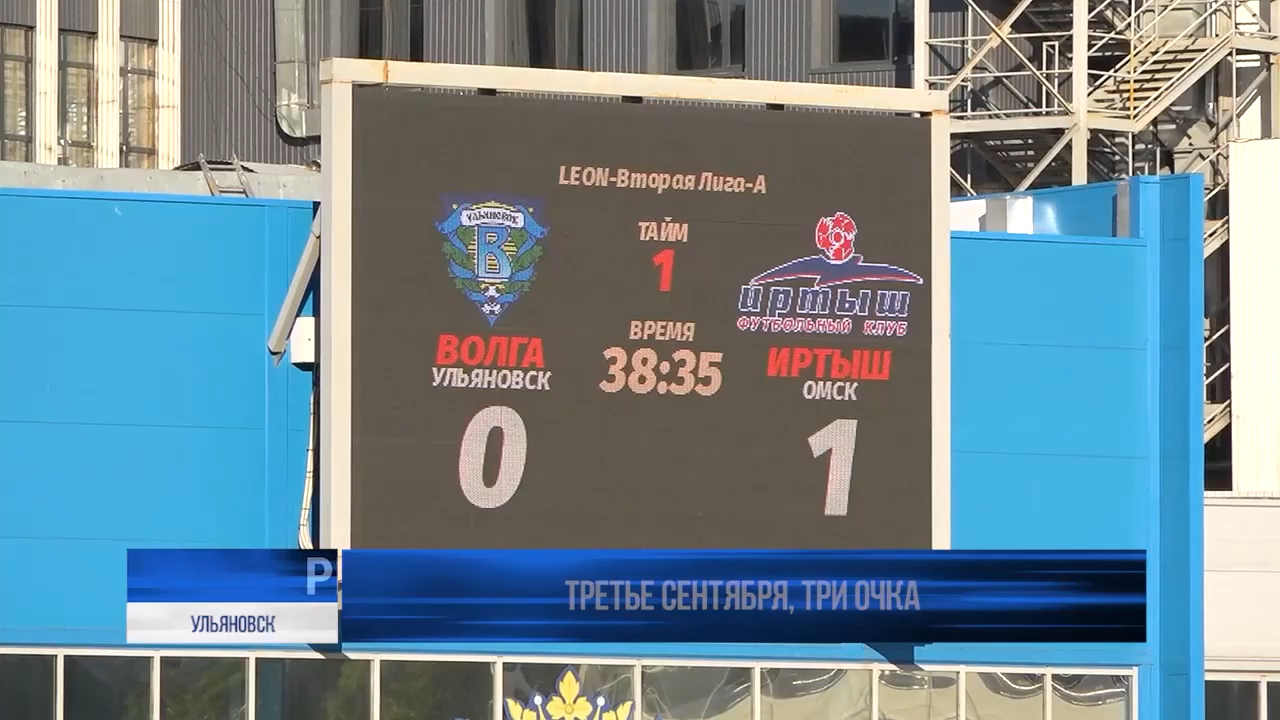 LEON-Вторая Лига-А
УЛЬЯНОВСК
В
ТАЙМ
1
ИРТЫШ
ФУТБОЛЬНЫЙ КЛУБ
ВОЛГА
УЛЬЯНОВСК
0
ВРЕМЯ
38:35
ИРТЫШ
ОМСК
1
Р
УЛЬЯНОВСК
ТРЕТЬЕ СЕНТЯБРЯ, ТРИ ОЧКА